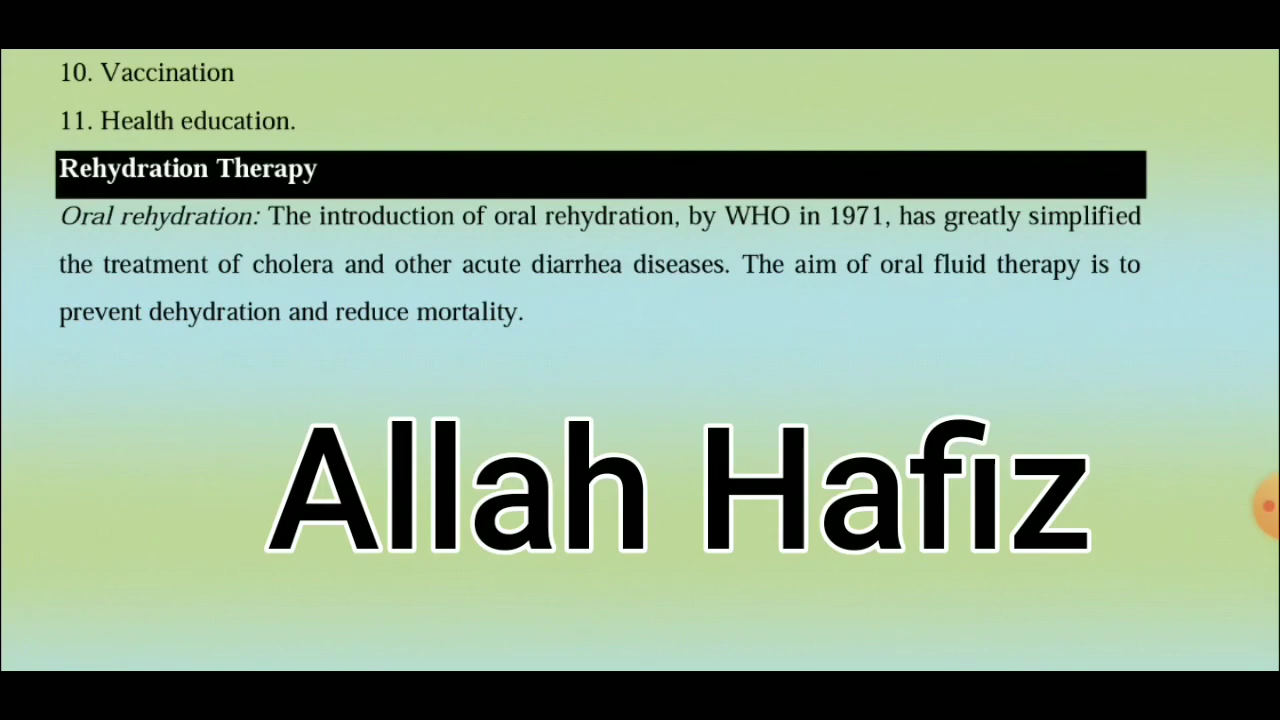 10. Vaccination
11. Health education.
Rehydration Therapy
Oral rehydration: The introduction of oral rehydration, by WHO in 1971, has greatly simplified
the treatment of cholera and other acute diarrhea diseases. The aim of oral fluid therapy is to
prevent dehydration and reduce mortality.
Allah Hafiz